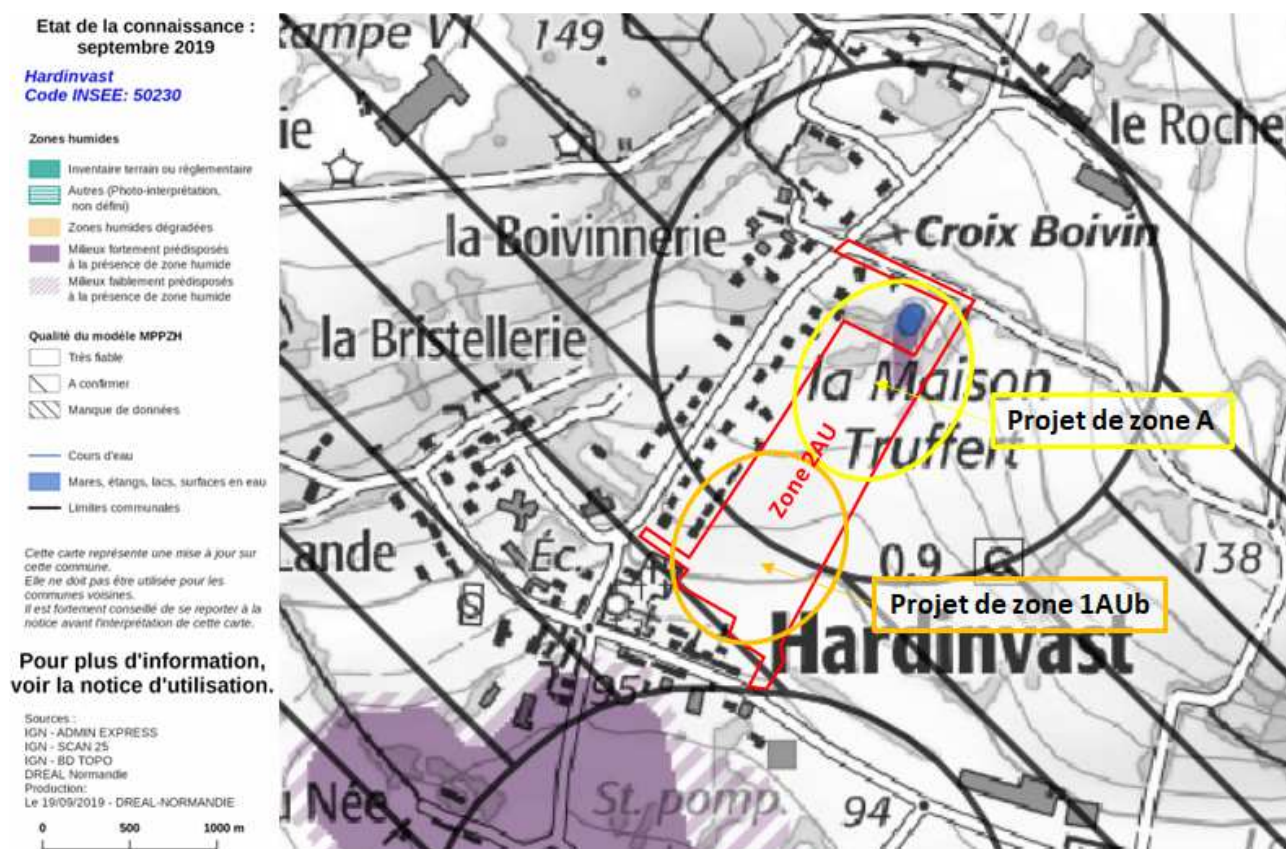 Etat de la connaissance :
septembre 2019
Hardinvast
Code INSEE: 50230
Zones humides
Inventaire terrain ou réglementaire
Autres (Photo-interprétation,
non défini)
Zones humides dégradées
Milieux fortement prédisposés
à la présence de zone humide
Milieux faiblement prédisposés
à la présence de zone humide
Qualité du modèle MPPZH
Très fiable
A confirmer
Manque de données
Cours d'eau
Mares, étangs, lacs, surfaces en eau
Limites communales
Cette carte représente une mise à jour sur
cette commune.
Elle ne doit pas être utilisée pour les
communes voisines.
Il est fortement conseillé de se reporter à la
notice avant l'interprétation de cette carte.
Pour plus d'information,
voir la notice d'utilisation.
Sources :
IGN - ADMIN EXPRESS
IGN - SCAN 25
IGN - BD TOPO
DREAL Normandie
Production:
Le 19/09/2019 - DREAL-NORMANDIE
0 500 1000 m
149
le Roche
la Boivinnerie
Croix Boivin
la Bristellerie
la Maison
Truffert
Projet de zone A
Zone 2AU
Lande
Éc.
0.9
G
138
S
Projet de zone 1AUb
Hardinvast
95
Née
St. pomp.
94